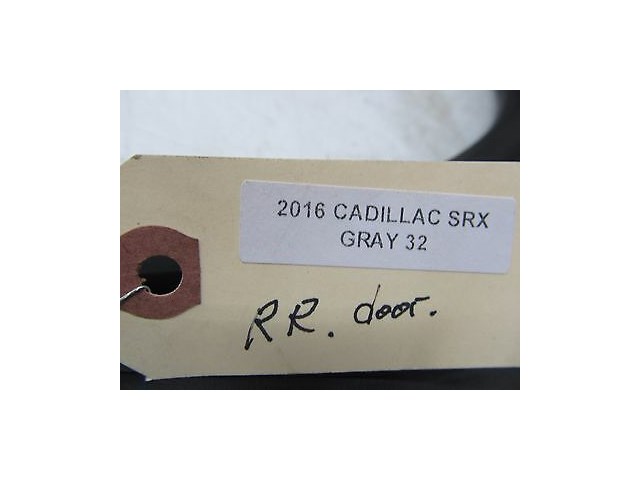 2016 CADILLAC SRX
GRAY 32
RR. door.